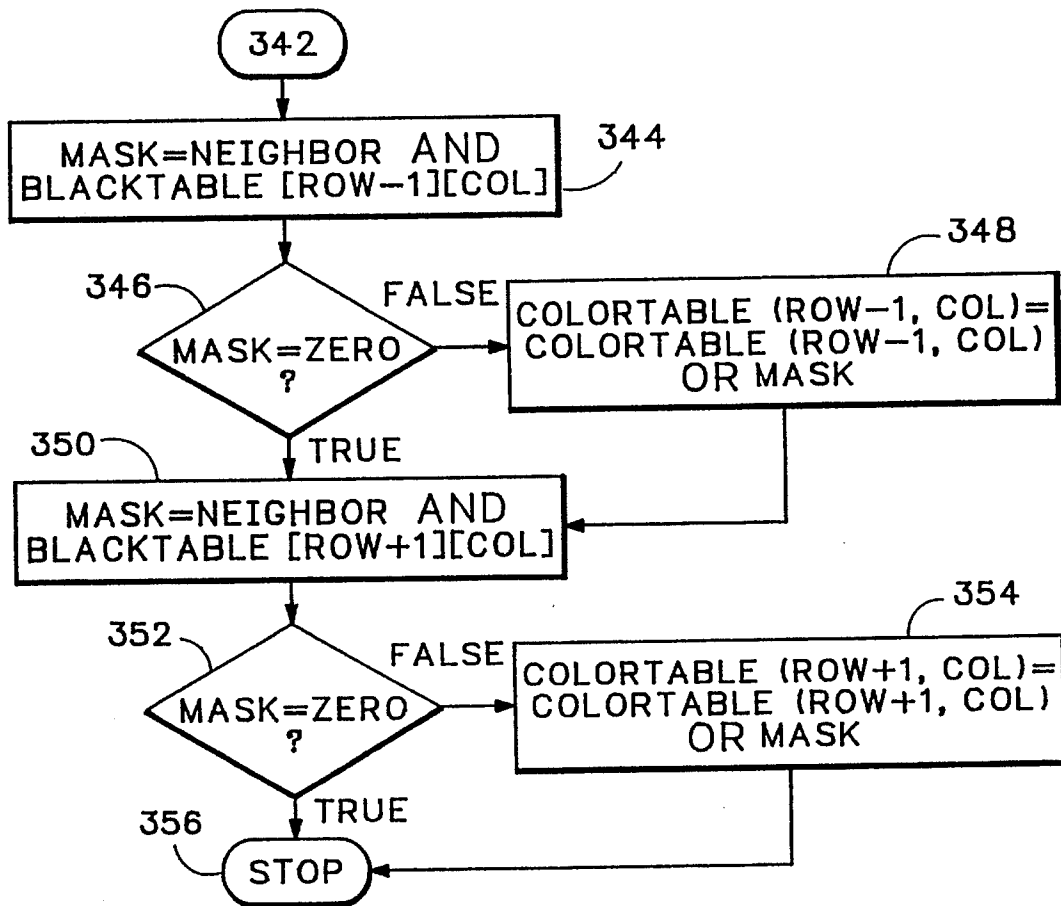 342
MASK=NEIGHBOR AND
BLACKTABLE [ROW-1][COL]
344
346
MASK=ZERO
?
FALSE
348
COLORTABLE (ROW-1, COL)=
COLORTABLE (ROW-1, COL)
OR MASK
TRUE
350
MASK=NEIGHBOR AND
BLACKTABLE [ROW+1][COL]
352
MASK=ZERO
?
FALSE
354
COLORTABLE (ROW+1, COL)=
COLORTABLE (ROW+1, COL)
OR MASK
TRUE
356
STOP